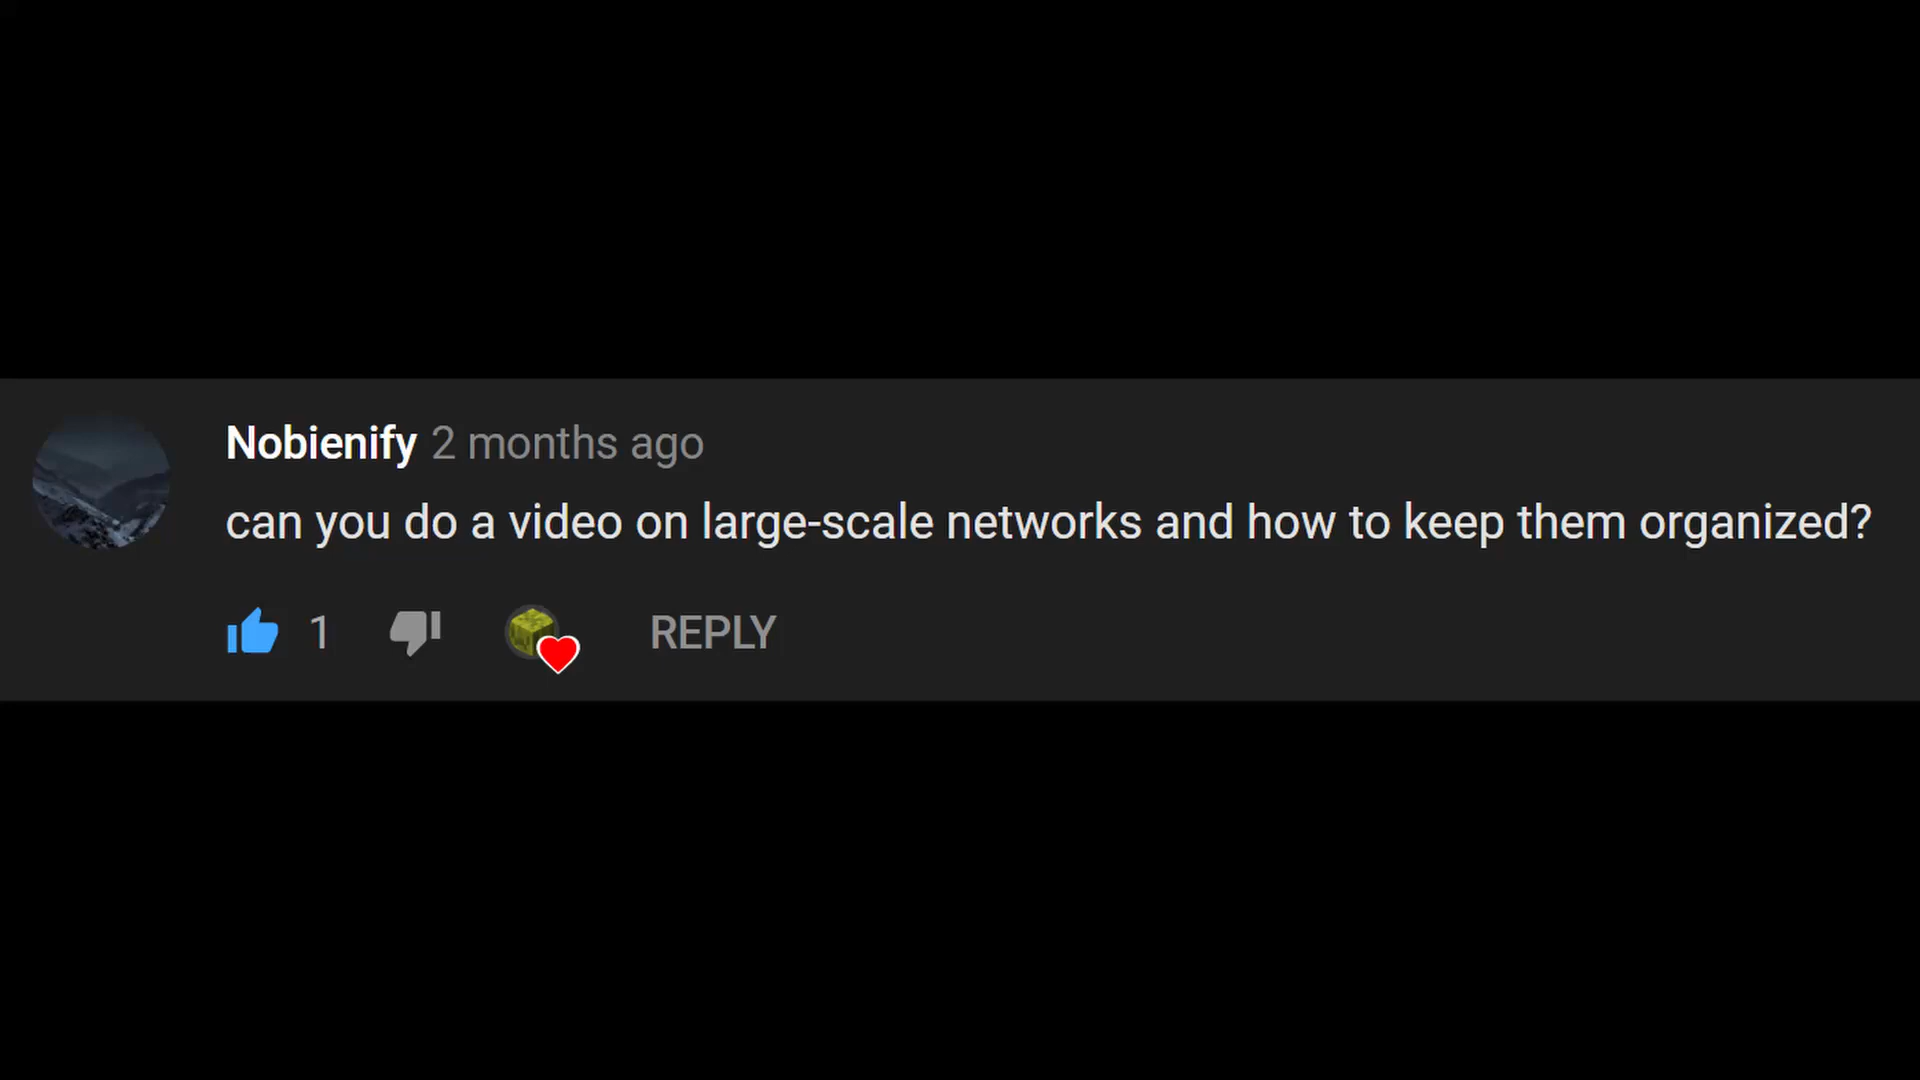 Nobienify 2 months ago
can you do a video on large-scale networks and how to keep them organized?
1 REPLY